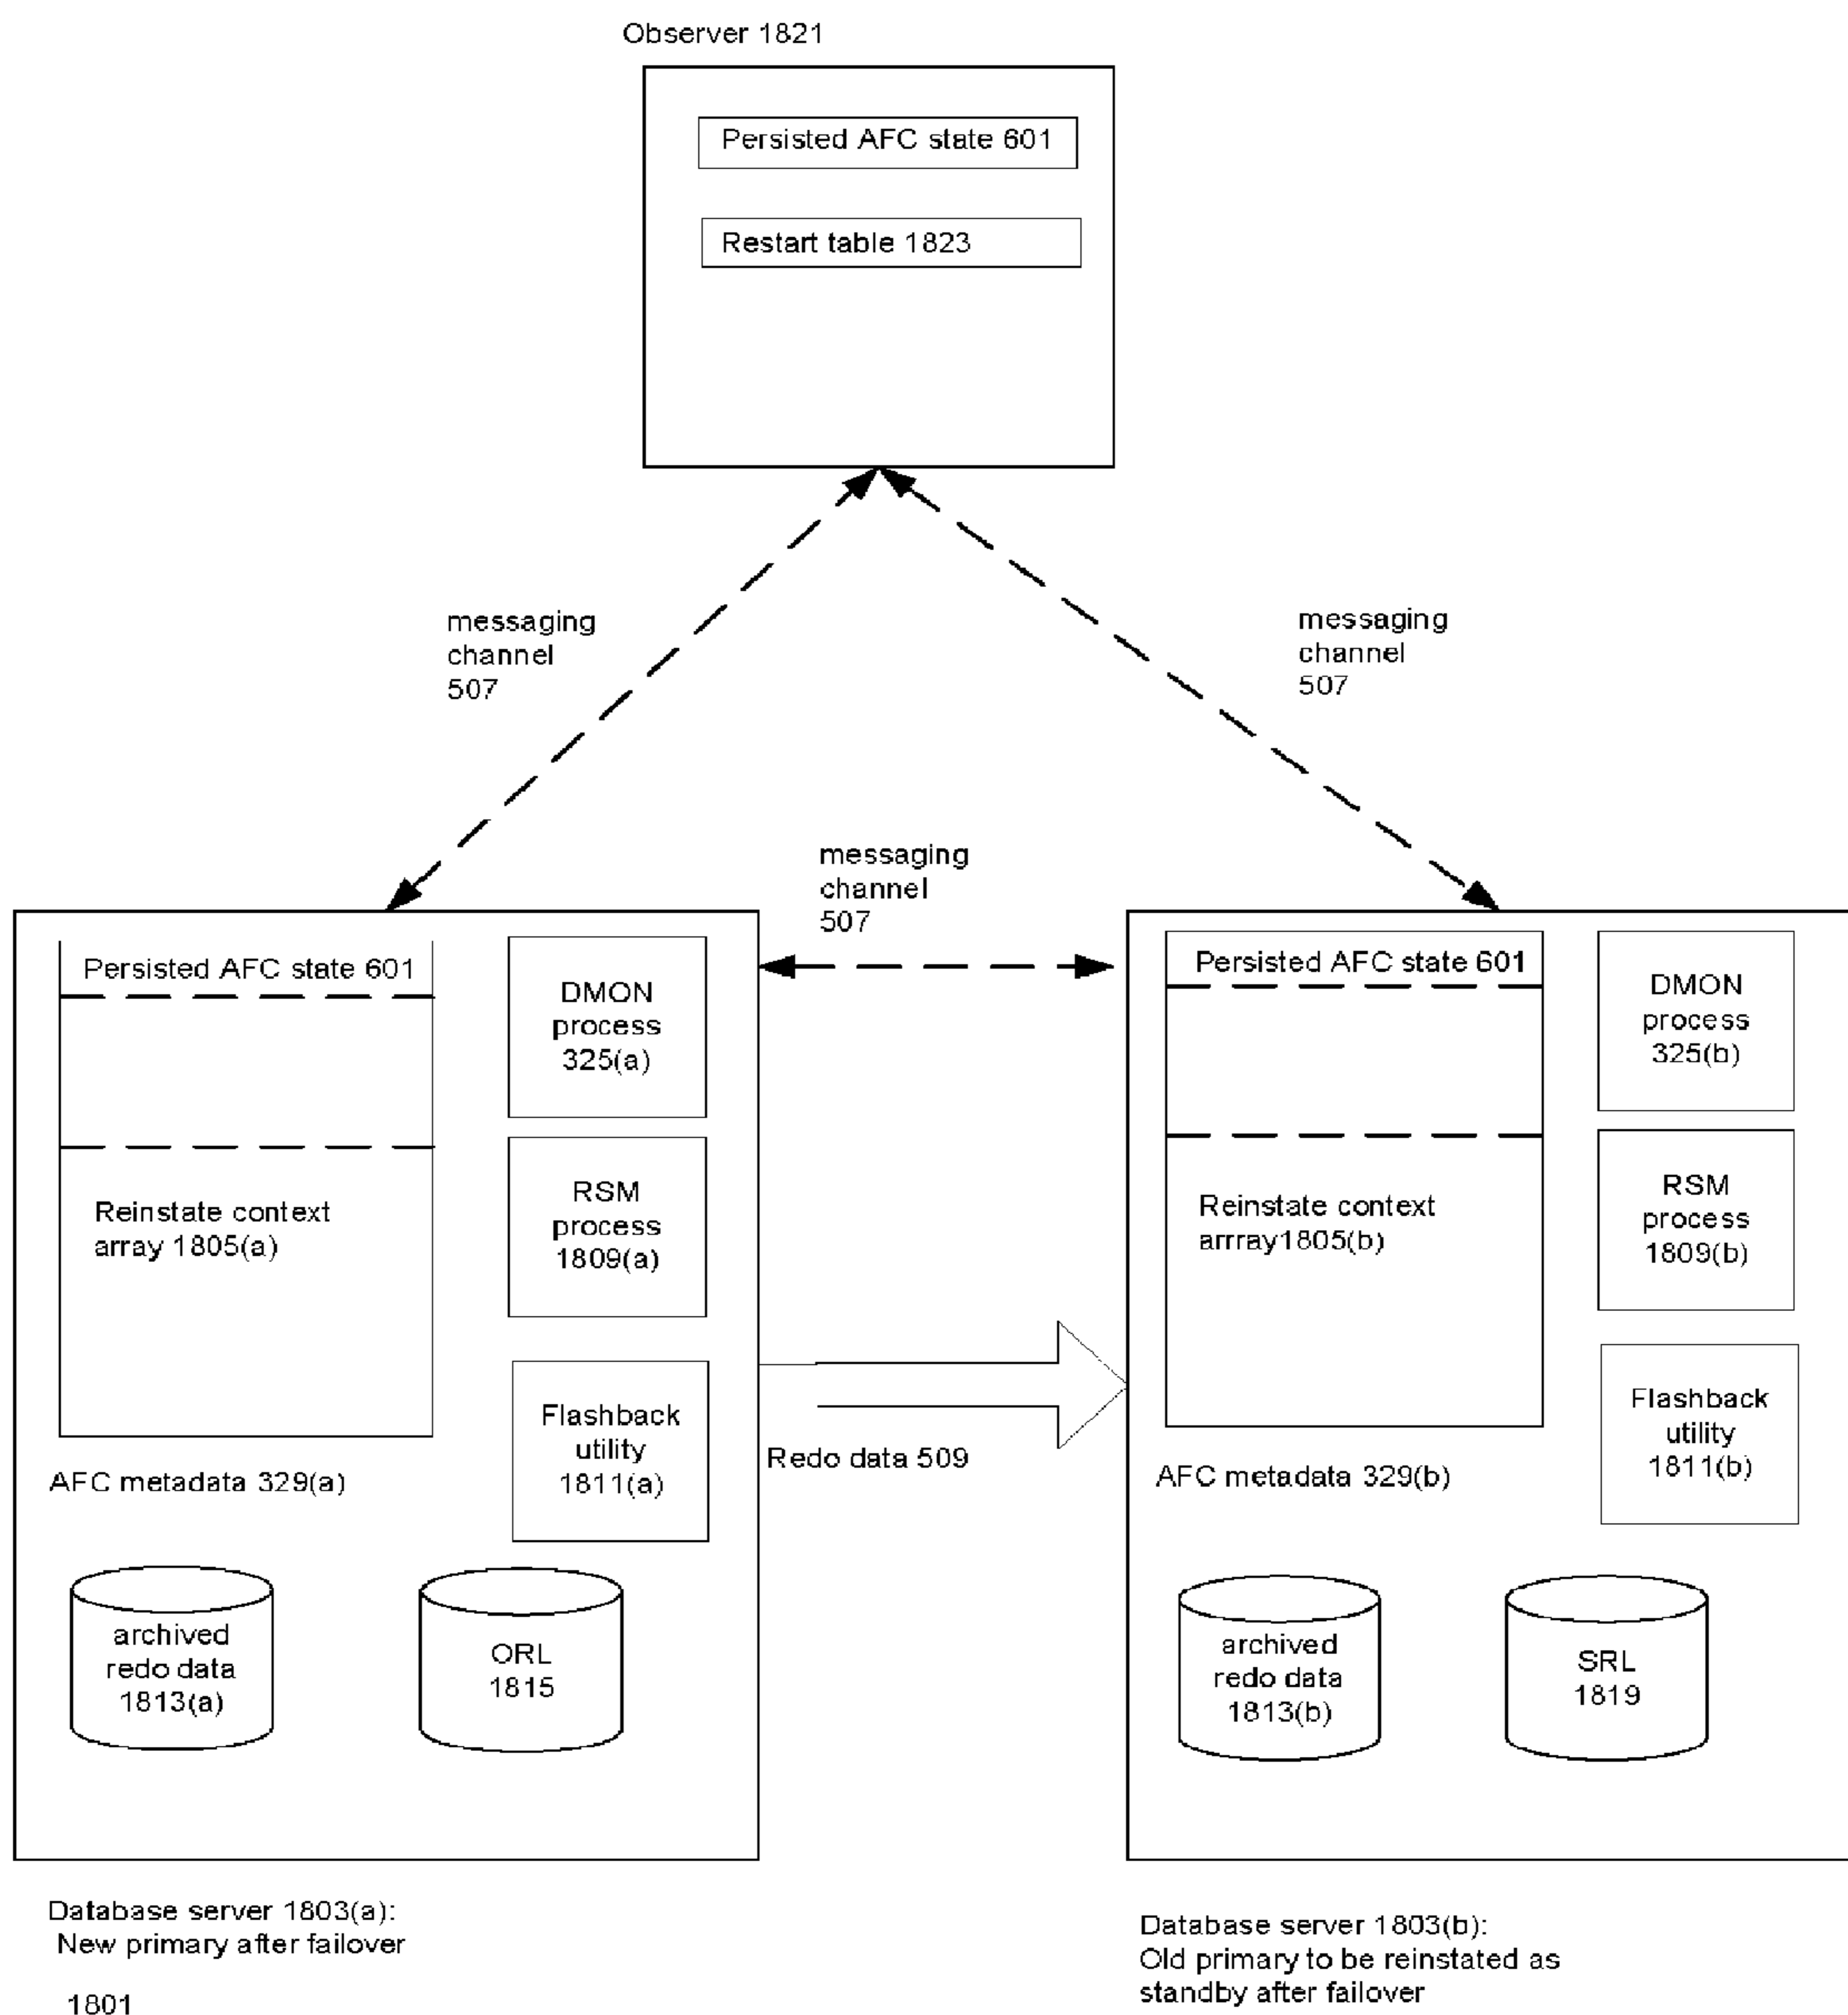 Observer 1821
Persisted AFC state 601
Restart table 1823
messaging
channel
507
messaging
channel
507
messaging
channel
507
Persisted AFC state 601
DMON
process
325(a)
Reinstate context
array 1805(a)
RSM
process
1809(a)
Flashback
utility
1811(a)
AFC metadata 329(a)
archived
redo data
1813(a)
ORL
1815
Redo data 509
Persisted AFC state 601
DMON
process
325(b)
Reinstate context
arrray1805(b)
RSM
process
1809(b)
Flashback
utility
1811(b)
AFC metadata 329(b)
archived
redo data
1813(b)
SRL
1819
Database server 1803(a):
New primary after failover
1801
Database server 1803(b):
Old primary to be reinstated as
standby after failover